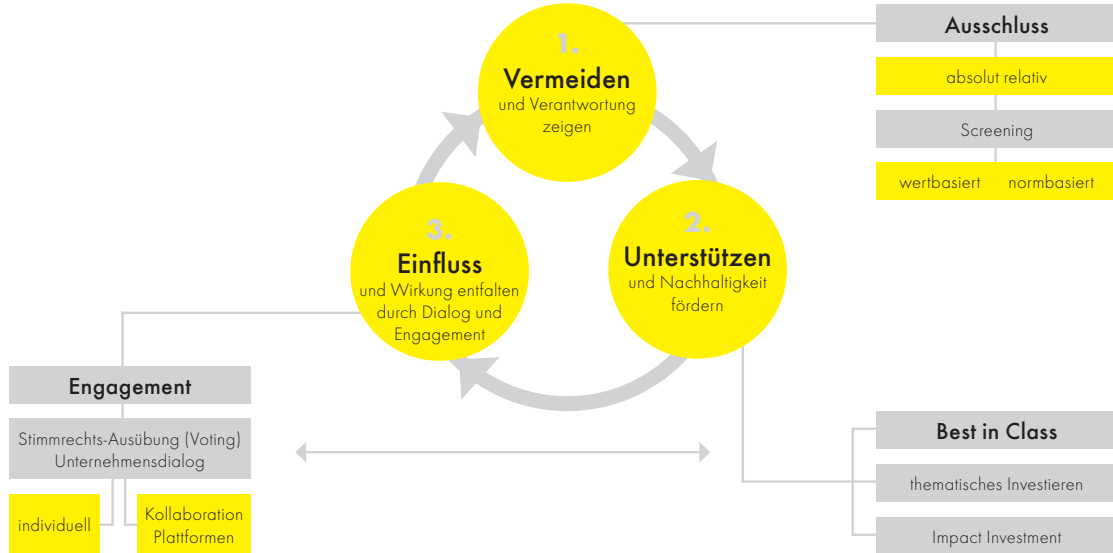 1.
Vermeiden
und Verantwortung
zeigen
2.
Unterstützen
und Nachhaltigkeit
fördern
3.
Einfluss
und Wirkung entfalten
durch Dialog und
Engagement
Ausschluss
absolut relativ
Screening
wertbasiert normbasiert
Best in Class
thematisches Investieren
Impact Investment
Engagement
Stimmrechts-Ausübung (Voting)
Unternehmensdialog
individuell
Kollaboration
Plattformen